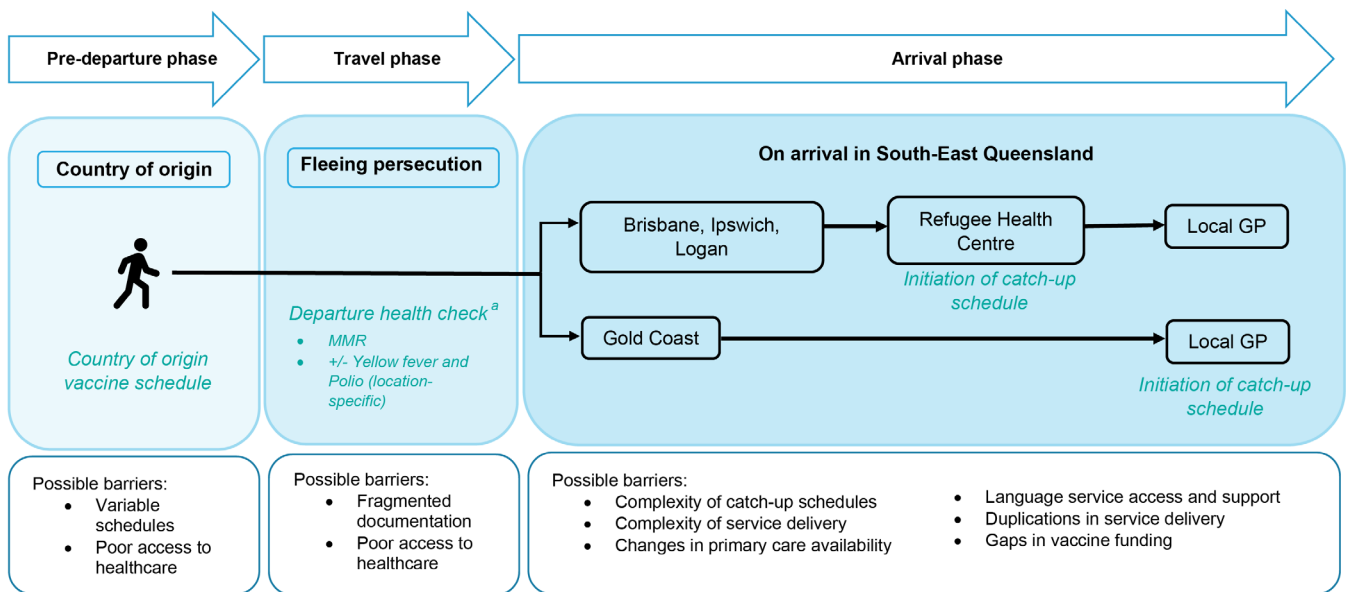 Pre-departure phase
Travel phase
Arrival phase
Country of origin
Country of origin
vaccine schedule
Fleeing persecution
Departure health check a
• MMR
• +/- Yellow fever and
Polio (location-
specific)
On arrival in South-East Queensland
Brisbane, Ipswich,
Logan
Refugee Health
Centre
Initiation of catch-up
schedule
Local GP
Gold Coast
Local GP
Initiation of catch-up
schedule
Possible barriers:
• Variable
schedules
• Poor access to
healthcare
Possible barriers:
• Fragmented
documentation
• Poor access to
healthcare
Possible barriers:
• Complexity of catch-up schedules
• Complexity of service delivery
• Changes in primary care availability
• Language service access and support
• Duplications in service delivery
• Gaps in vaccine funding